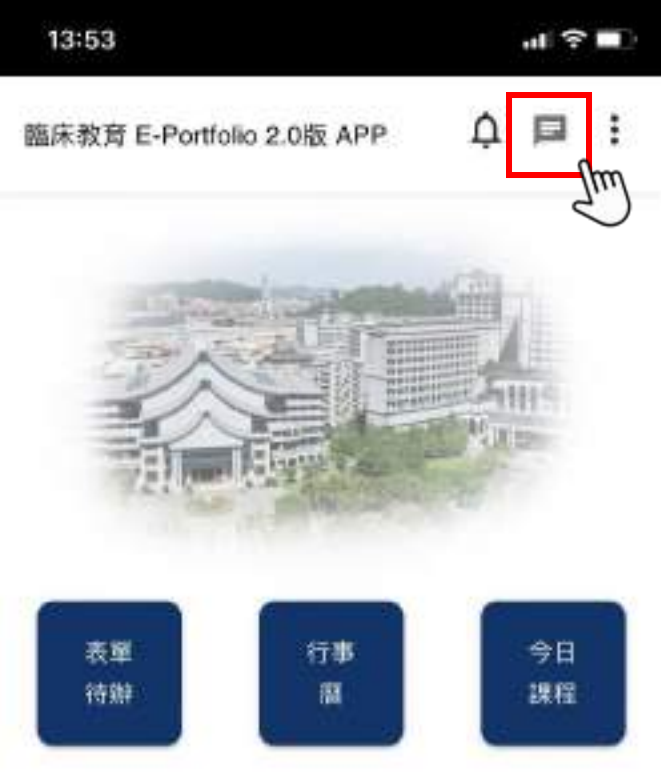 13:53
臨床教育 E-Portfolio 2.0版 APP
表單
待辦
行事
曆
今日
課程